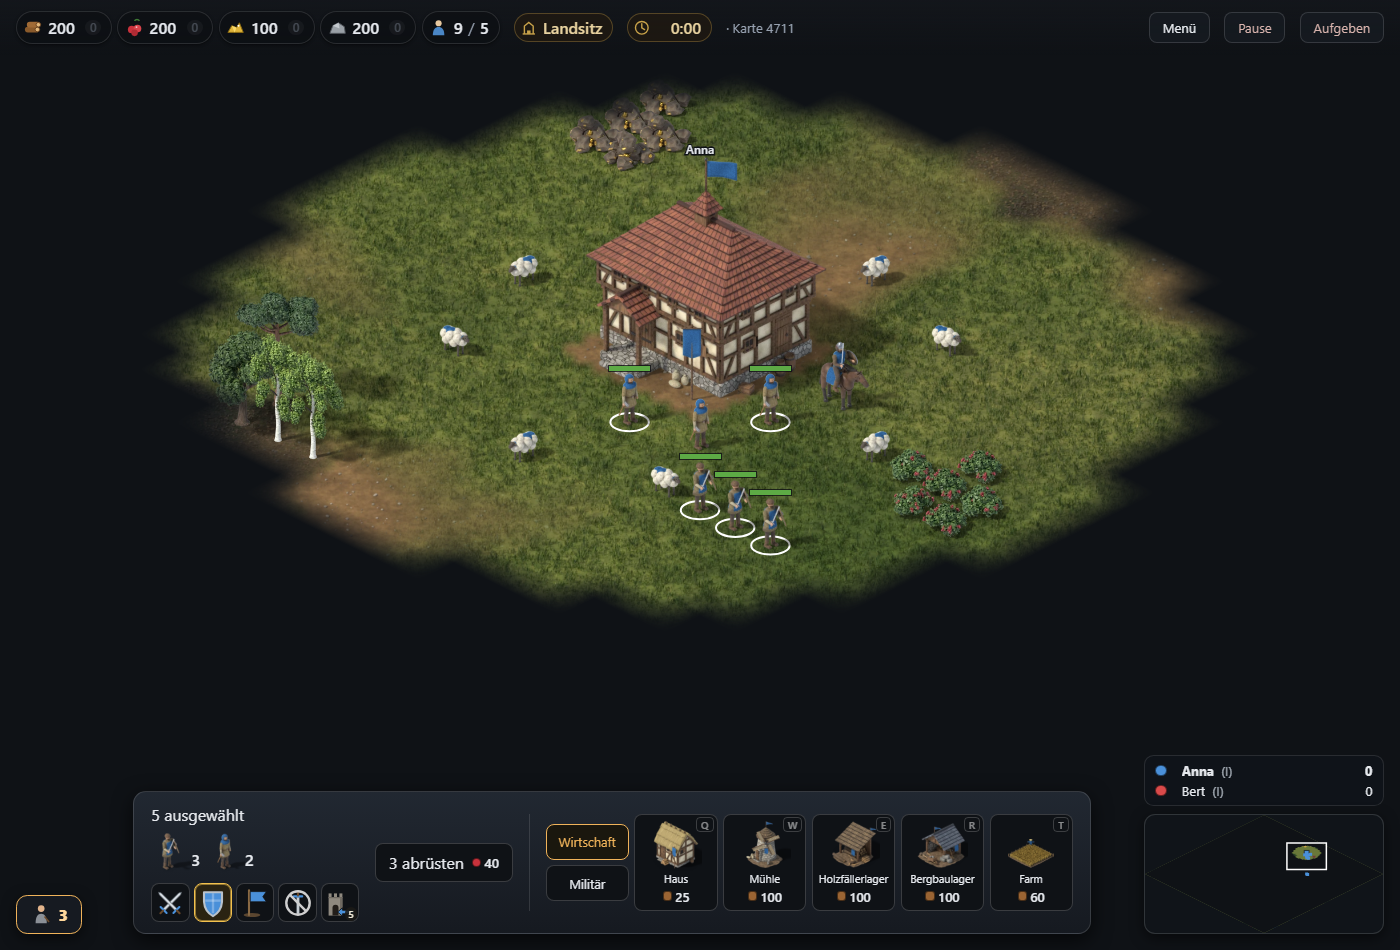 200 0 200 0 100 0 200 0 9 / 5 Landsitz 0:00 · Karte 4711 Menü Pause Aufgeben
Anna
Anna (I) 0
Bert (I) 0
5 ausgewählt
3 2
3 abrüsten 40
5
3
Wirtschaft
Militär
Q W E R T
Haus Mühle Holzfällerlager Bergbaulager Farm
25 100 100 100 60